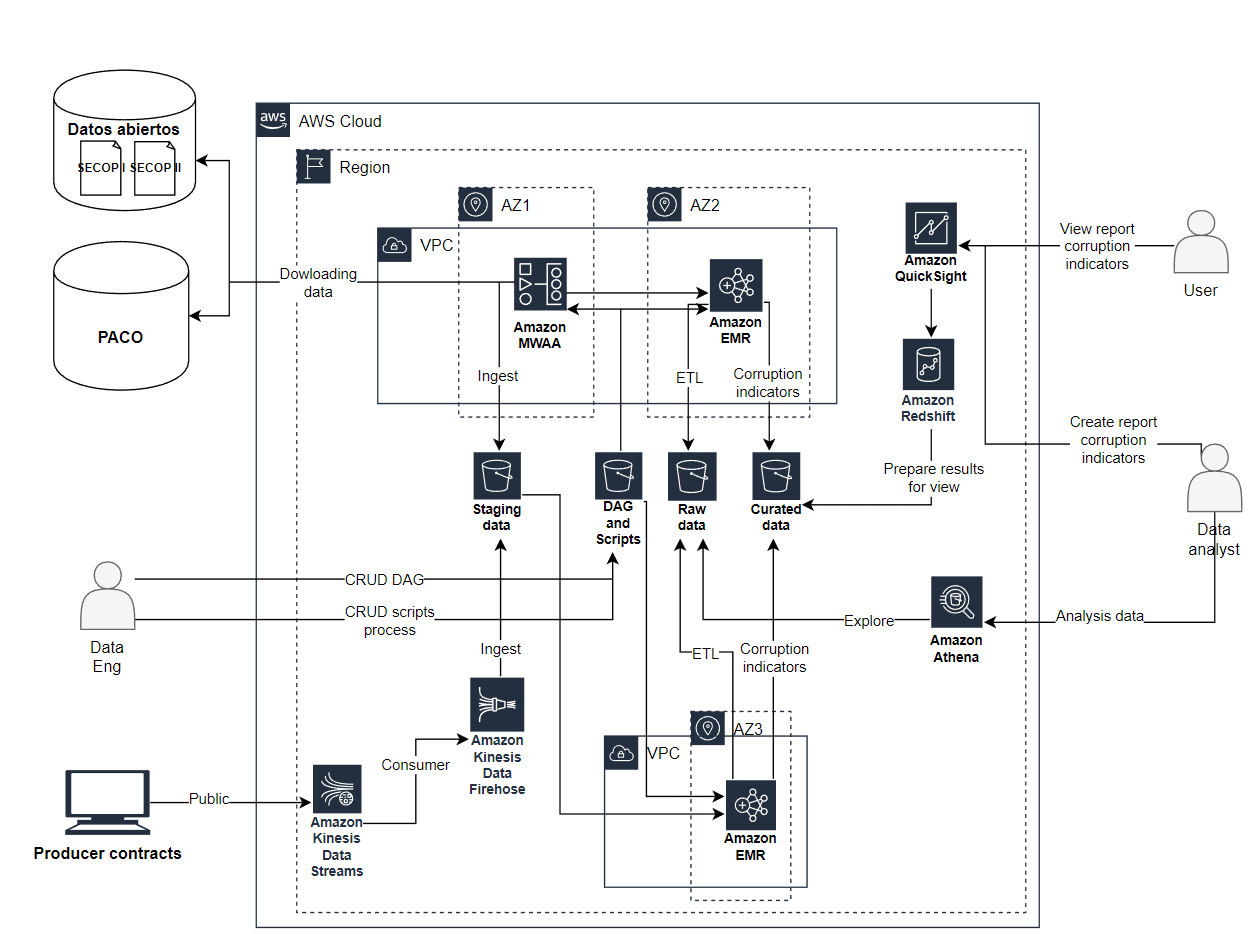 Datos abiertos
SECOP I
SECOP II
PACO
aws
AWS Cloud
Region
AZ1
AZ2
VPC
Dowloading
data
Amazon
MWAA
Amazon
EMR
Ingest
ETL
Corruption
indicators
Amazon
QuickSight
View report
corruption
indicators
User
Amazon
Redshift
Prepare results
for view
Create report
corruption
indicators
Data
analyst
Staging
data
DAG
and
Scripts
Raw
data
Curated
data
CRUD DAG
CRUD scripts
process
Data
Eng
Explore
Amazon
Athena
Analysis data
Ingest
ETL
Corruption
indicators
Amazon
Kinesis
Data
Firehose
Consumer
AZ3
VPC
Amazon
EMR
Public
Amazon
Kinesis
Data
Streams
Producer contracts